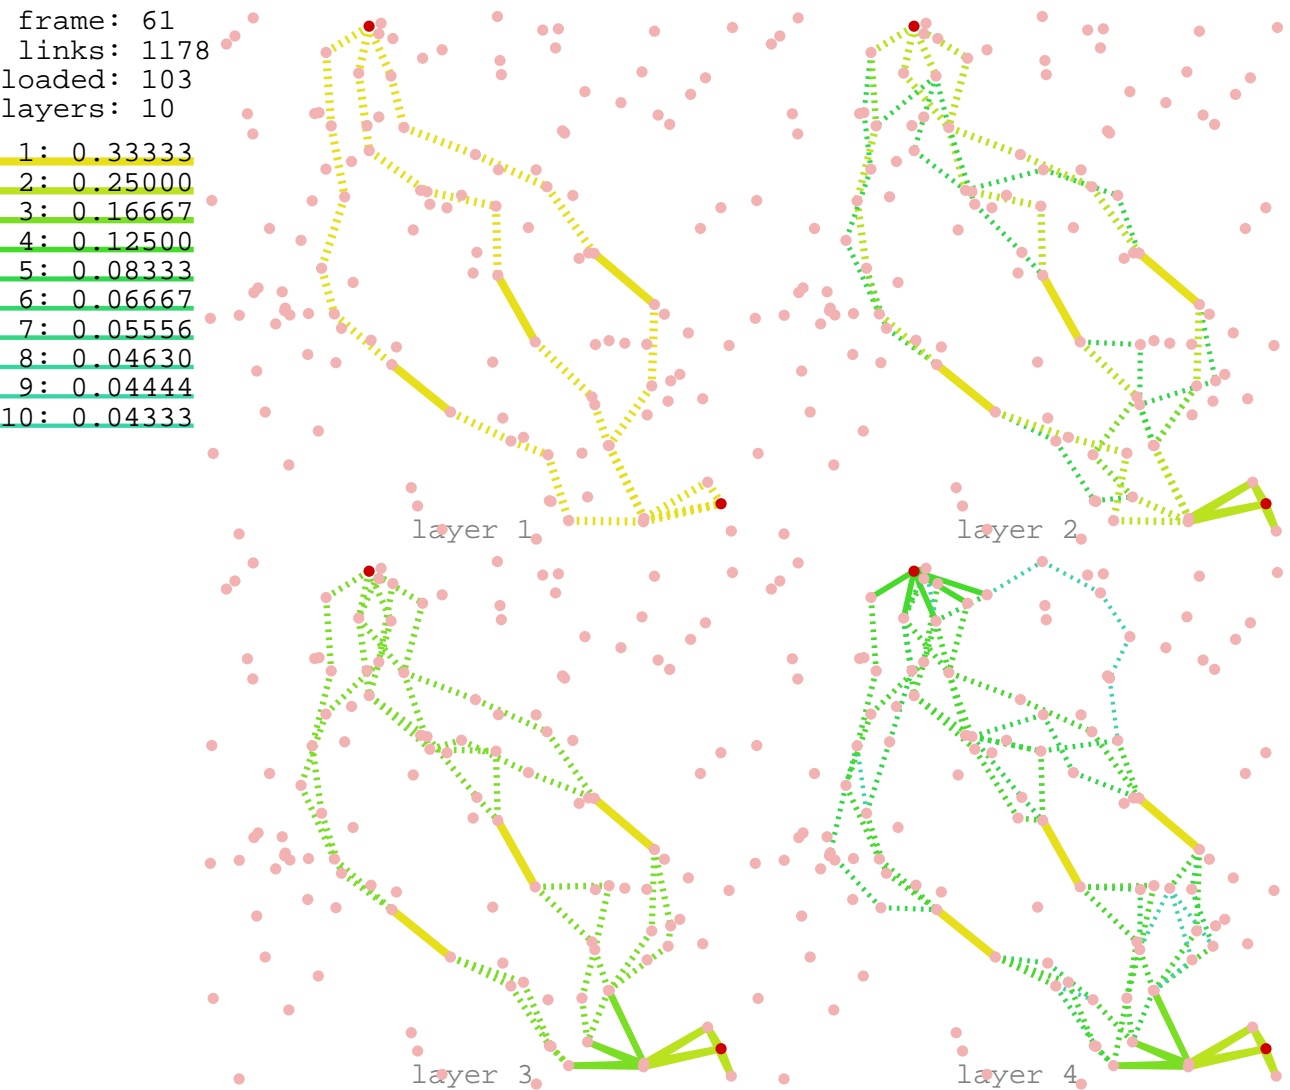 frame: 61
links: 1178
loaded: 103
layers: 10
1: 0.33333
2: 0.25000
3: 0.16667
4: 0.12500
5: 0.08333
6: 0.06667
7: 0.05556
8: 0.04630
9: 0.04444
10: 0.04333
layer 1
layer 2
layer 3
layer 4